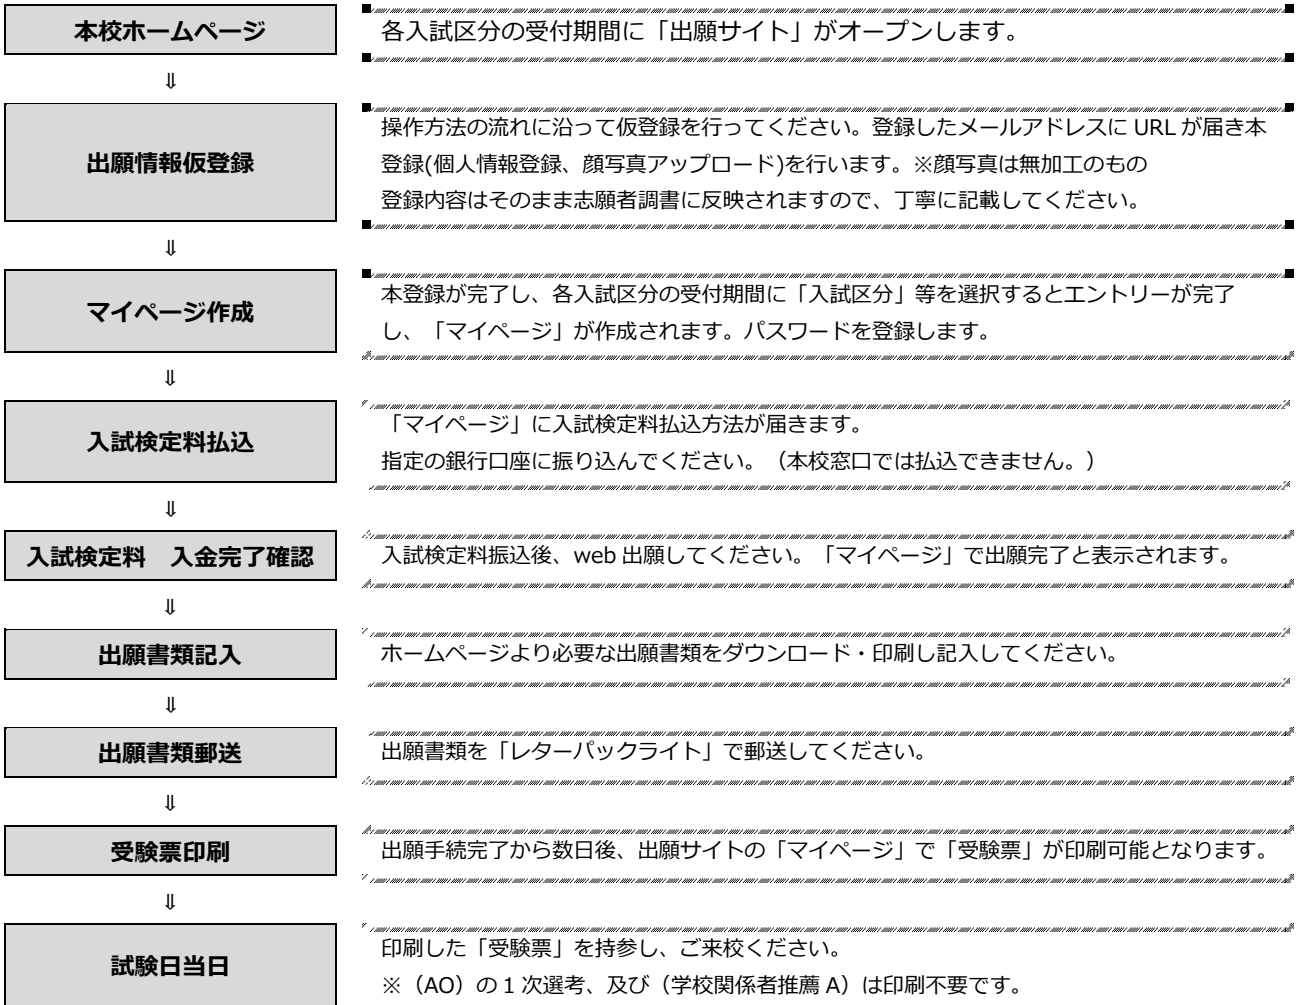 本校ホームページ
各入試区分の受付期間に「出願サイト」がオープンします。
⇓
出願情報仮登録
操作方法の流れに沿って仮登録を行ってください。登録したメールアドレスに URL が届き本
登録(個人情報登録、顔写真アップロード)を行います。※顔写真は無加工のもの
登録内容はそのまま志願者調書に反映されますので、丁寧に記載してください。
⇓
マイページ作成
本登録が完了し、各入試区分の受付期間に「入試区分」等を選択するとエントリーが完了
し、「マイページ」が作成されます。パスワードを登録します。
⇓
入試検定料払込
「マイページ」に入試検定料払込方法が届きます。
指定の銀行口座に振り込んでください。（本校窓口では払込できません。）
⇓
入試検定料　入金完了確認
入試検定料振込後、web 出願してください。「マイページ」で出願完了と表示されます。
⇓
出願書類記入
ホームページより必要な出願書類をダウンロード・印刷し記入してください。
⇓
出願書類郵送
出願書類を「レターパックライト」で郵送してください。
⇓
受験票印刷
出願手続完了から数日後、出願サイトの「マイページ」で「受験票」が印刷可能となります。
⇓
試験日当日
印刷した「受験票」を持参し、ご来校ください。
※（AO）の 1 次選考、及び（学校関係者推薦 A）は印刷不要です。